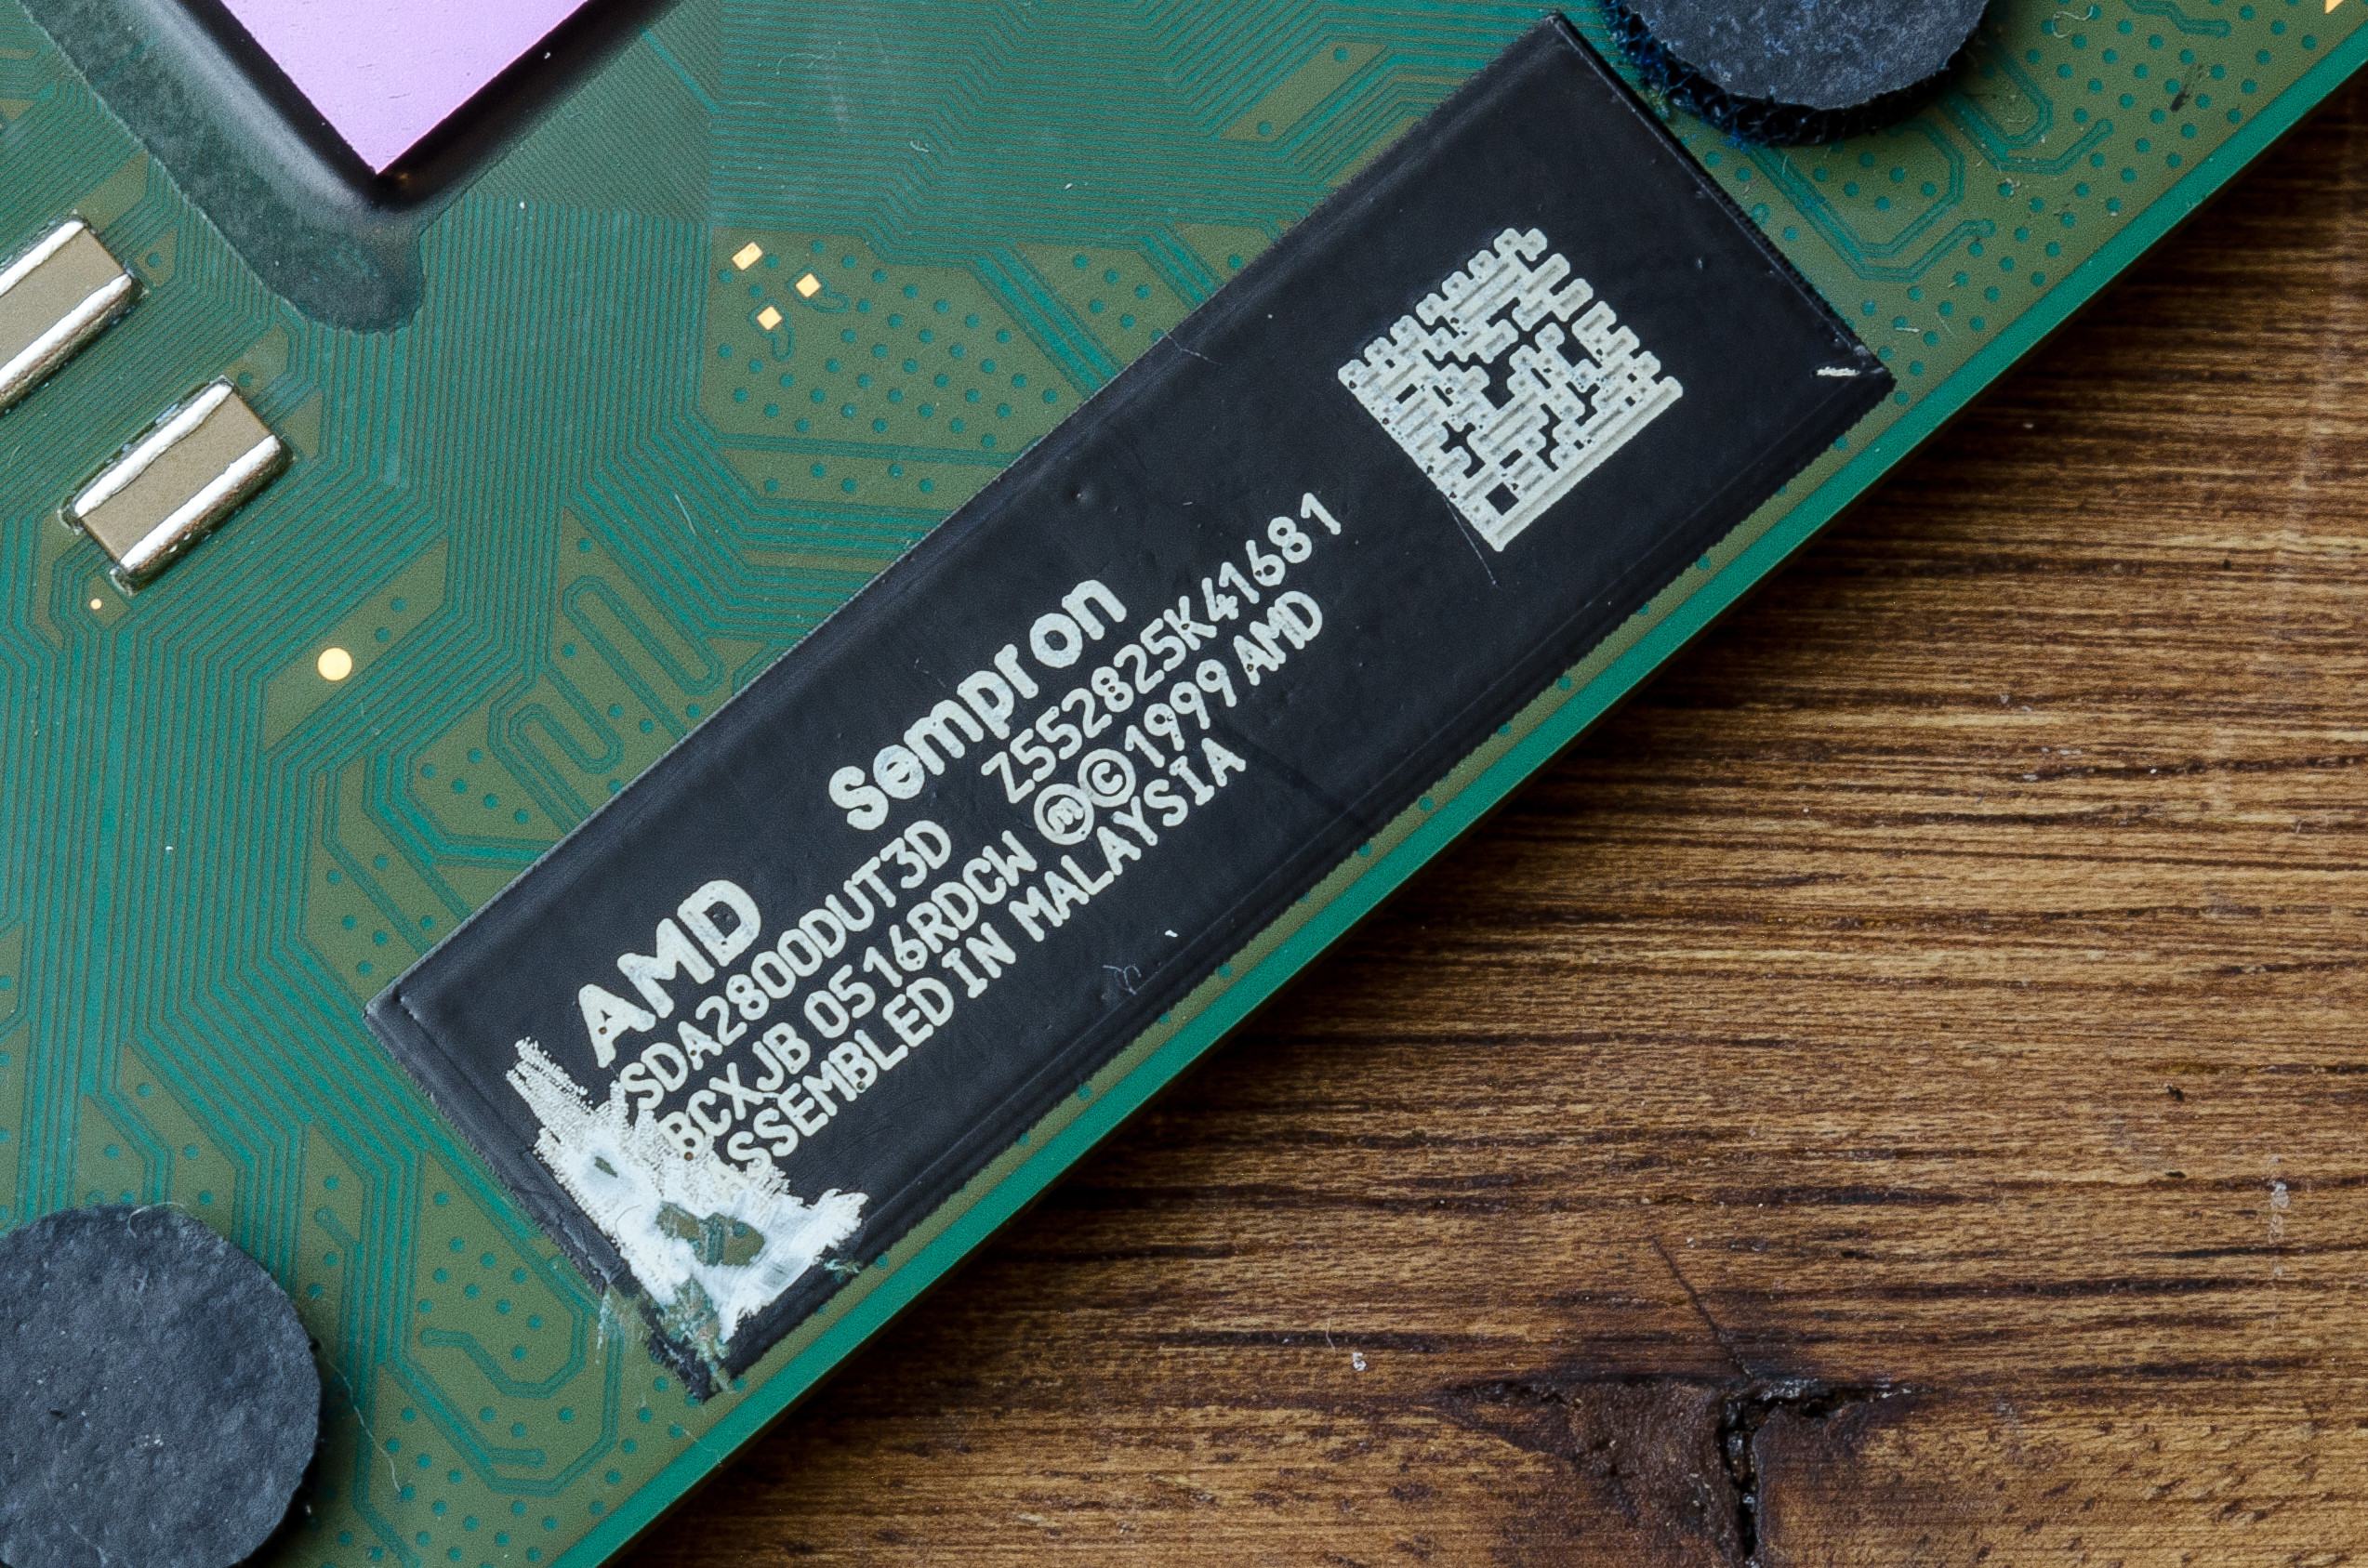 AMD Sempron
SDA2800DUT3D Z552825K41681
BCXJB 0516RDCW ⓜ©1999 AMD
SSEMBLED IN MALAYSIA